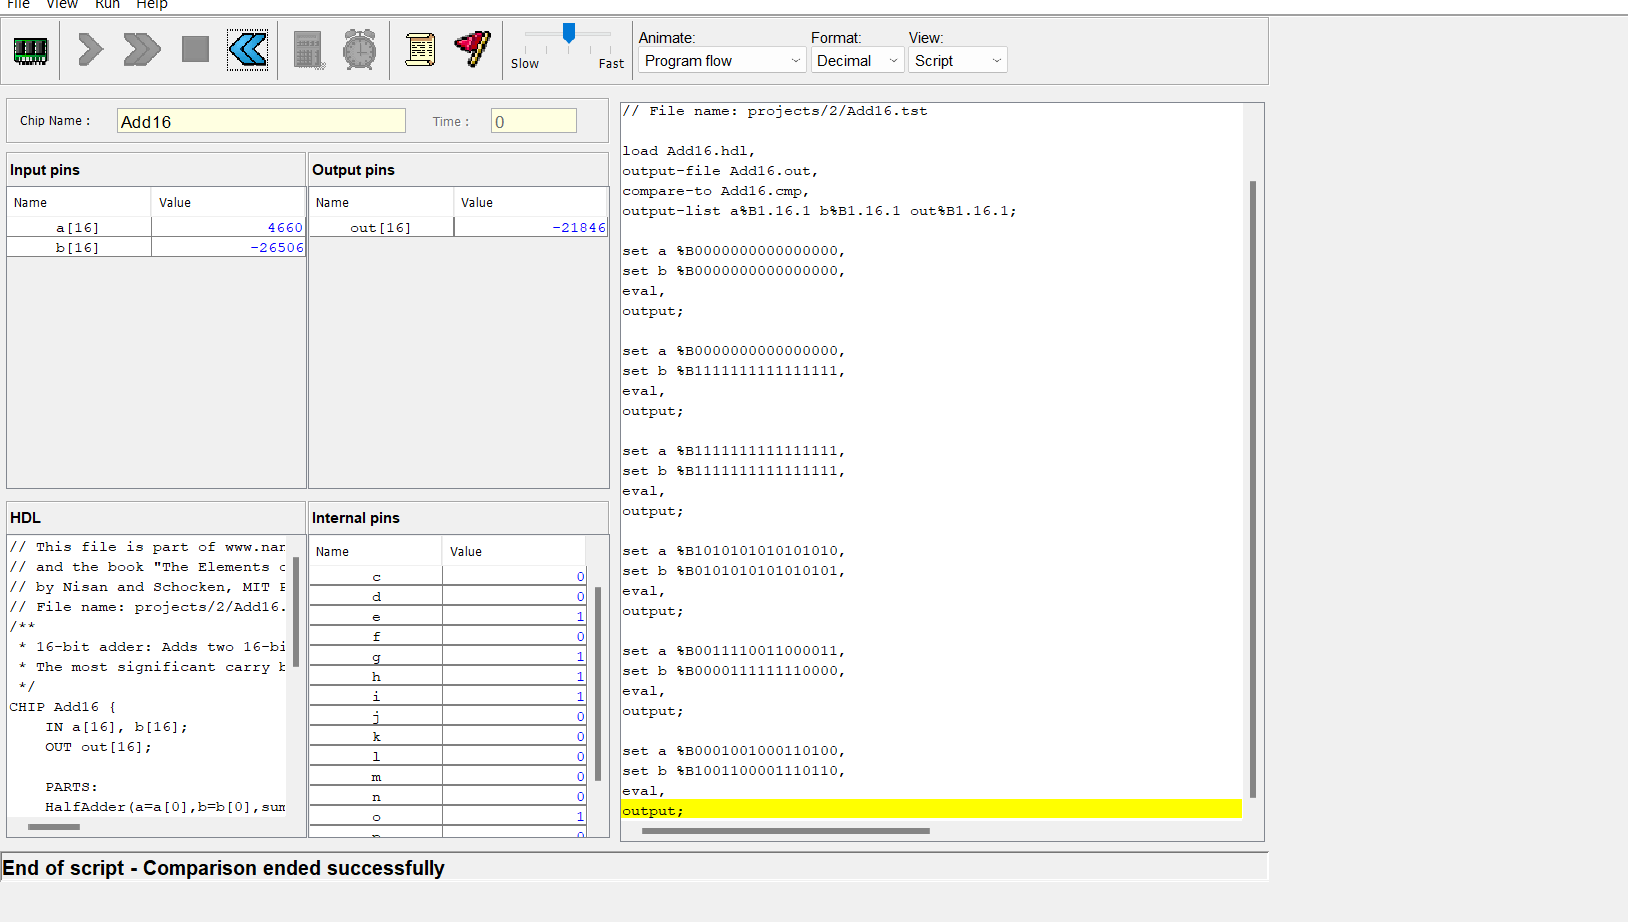 File View Run Help
Animate: Format: View:
Slow Fast Program flow Decimal Script
Chip Name : Add16 Time : 0
Input pins
Name Value
a[16] 4660
b[16] -26506
Output pins
Name Value
out[16] -21846
HDL
// This file is part of www.nan
// and the book "The Elements o
// by Nisan and Schocken, MIT P
// File name: projects/2/Add16.
/**
* 16-bit adder: Adds two 16-bi
* The most significant carry b
*/
CHIP Add16 {
IN a[16], b[16];
OUT out[16];
PARTS:
HalfAdder(a=a[0],b=b[0],sum
Internal pins
Name Value
c 0
d 0
e 1
f 0
g 1
h 1
i 1
j 0
k 0
l 0
m 0
n 0
o 1
// File name: projects/2/Add16.tst
load Add16.hdl,
output-file Add16.out,
compare-to Add16.cmp,
output-list a%B1.16.1 b%B1.16.1 out%B1.16.1;
set a %B0000000000000000,
set b %B0000000000000000,
eval,
output;
set a %B0000000000000000,
set b %B1111111111111111,
eval,
output;
set a %B1111111111111111,
set b %B1111111111111111,
eval,
output;
set a %B1010101010101010,
set b %B0101010101010101,
eval,
output;
set a %B0011110011000011,
set b %B0000111111110000,
eval,
output;
set a %B0001001000110100,
set b %B1001100001110110,
eval,
output;
End of script - Comparison ended successfully